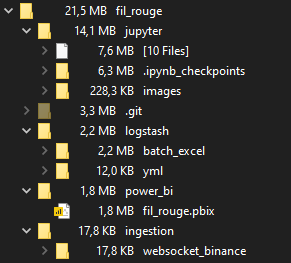 21,5 MB fil_rouge
14,1 MB jupyter
7,6 MB [10 Files]
6,3 MB .ipynb_checkpoints
228,3 KB images
3,3 MB .git
2,2 MB logstash
2,2 MB batch_excel
12,0 KB yml
1,8 MB power_bi
1,8 MB fil_rouge.pbix
17,8 KB ingestion
17,8 KB websocket_binance